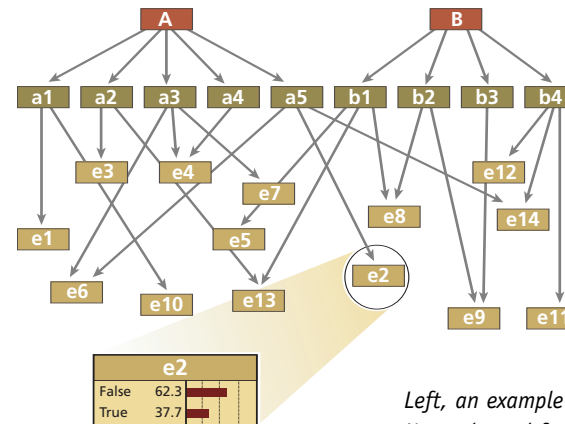 A B
a1 a2 a3 a4 a5 b1 b2 b3 b4
e3 e4 e12
e7
e8 e14
e1 e5
e2
e6 e10 e13 e9 e11
e2
False 62.3
True 37.7
Left, an example